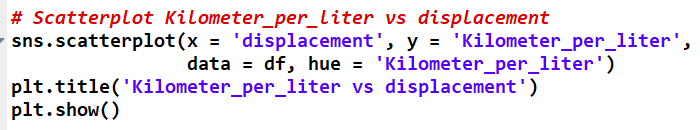 # Scatterplot Kilometer_per_liter vs displacement
sns.scatterplot(x = 'displacement', y = 'Kilometer_per_liter',
data = df, hue = 'Kilometer_per_liter')
plt.title('Kilometer_per_liter vs displacement')
plt.show()